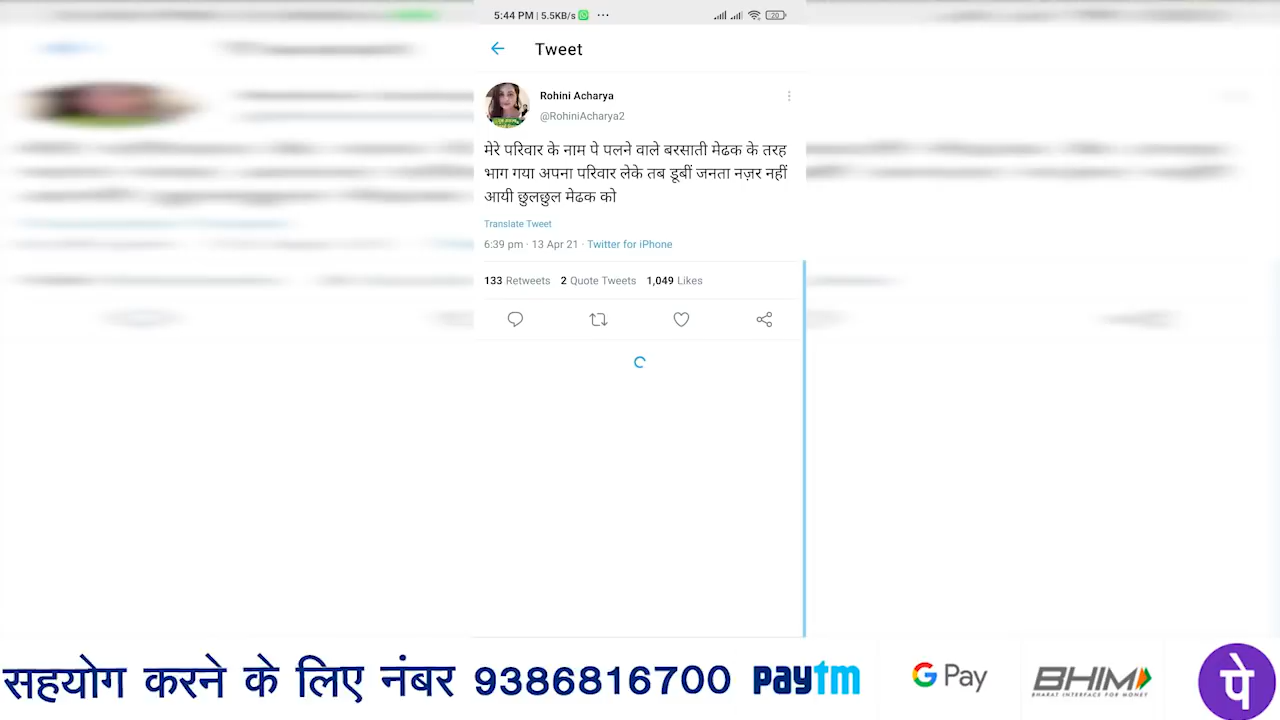 5:44 PM | 5.5KB/s ... 20
Tweet
Rohini Acharya
@RohiniAcharya2
मेरे परिवार के नाम पे पलने वाले बरसाती मेढक के तरह
भाग गया अपना परिवार लेके तब डूबीं जनता नज़र नहीं
आयी छुलछुल मेढक को
Translate Tweet
6:39 pm · 13 Apr 21 · Twitter for iPhone
133 Retweets 2 Quote Tweets 1,049 Likes
सहयोग करने के लिए नंबर 9386816700 paytm G Pay BHIM पे
BHARAT INTERFACE FOR MONEY